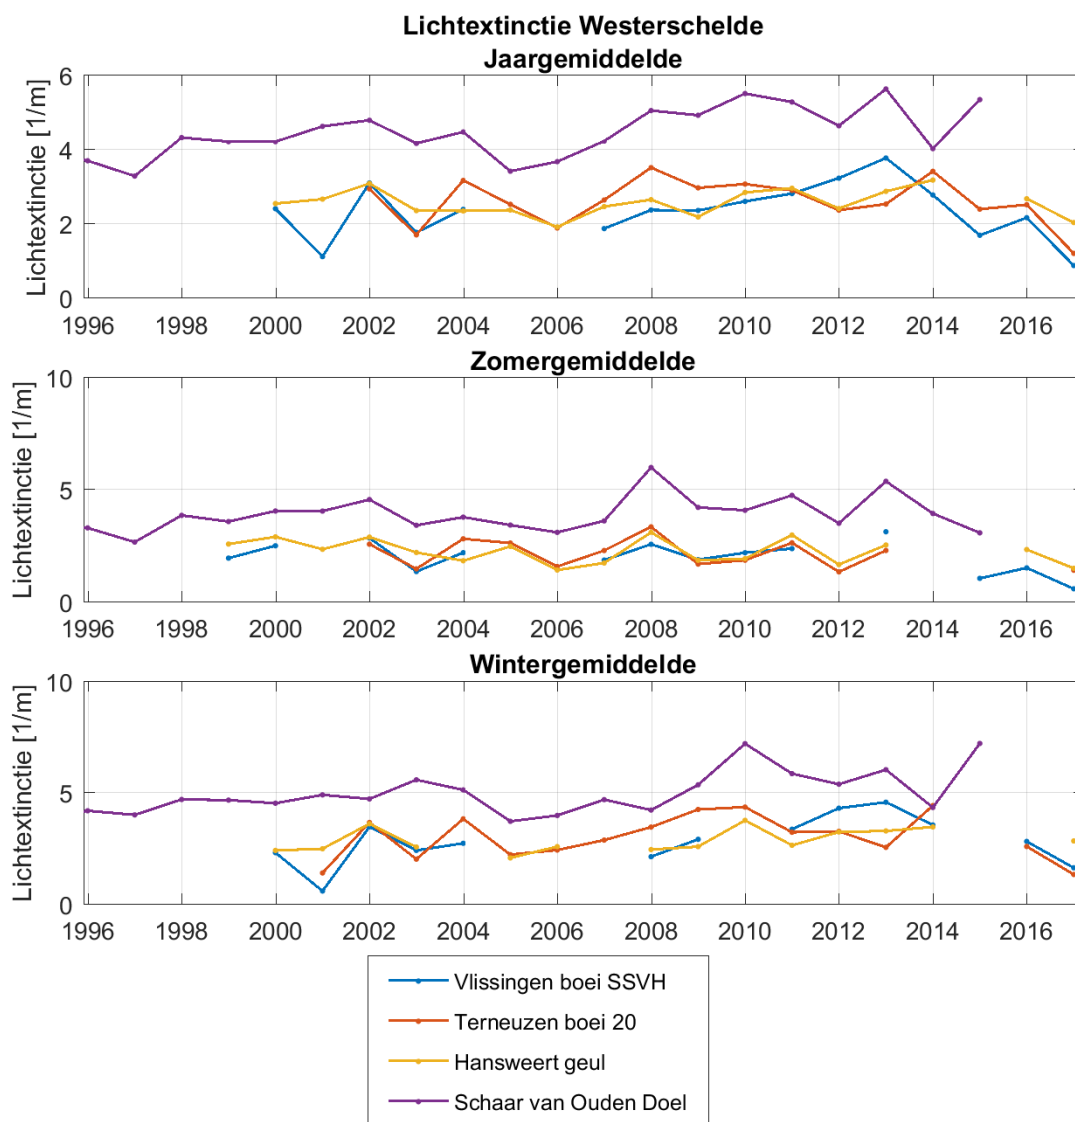 Lichtextinctie Westerschelde
Jaargemiddelde
Lichtextinctie [1/m]
6
4
2
0
1996 1998 2000 2002 2004 2006 2008 2010 2012 2014 2016
Zomergemiddelde
Lichtextinctie [1/m]
10
5
0
1996 1998 2000 2002 2004 2006 2008 2010 2012 2014 2016
Wintergemiddelde
Lichtextinctie [1/m]
10
5
0
1996 1998 2000 2002 2004 2006 2008 2010 2012 2014 2016
Vlissingen boei SSVH
Terneuzen boei 20
Hansweert geul
Schaar van Ouden Doel